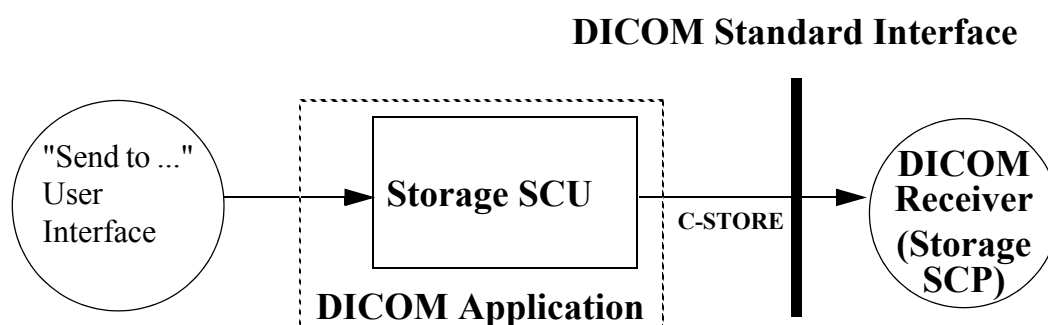 DICOM Standard Interface
"Send to ..."
User
Interface
Storage SCU
DICOM Application
C-STORE
DICOM
Receiver
(Storage
SCP)